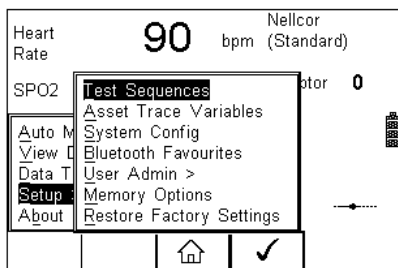 Heart Rate
90 bpm
Nellcor (Standard)
SPO2
0
Auto
View
Data
Setup
About
Test Sequences
Asset Trace Variables
System Config
Bluetooth Favourites
User Admin >
Memory Options
Restore Factory Settings